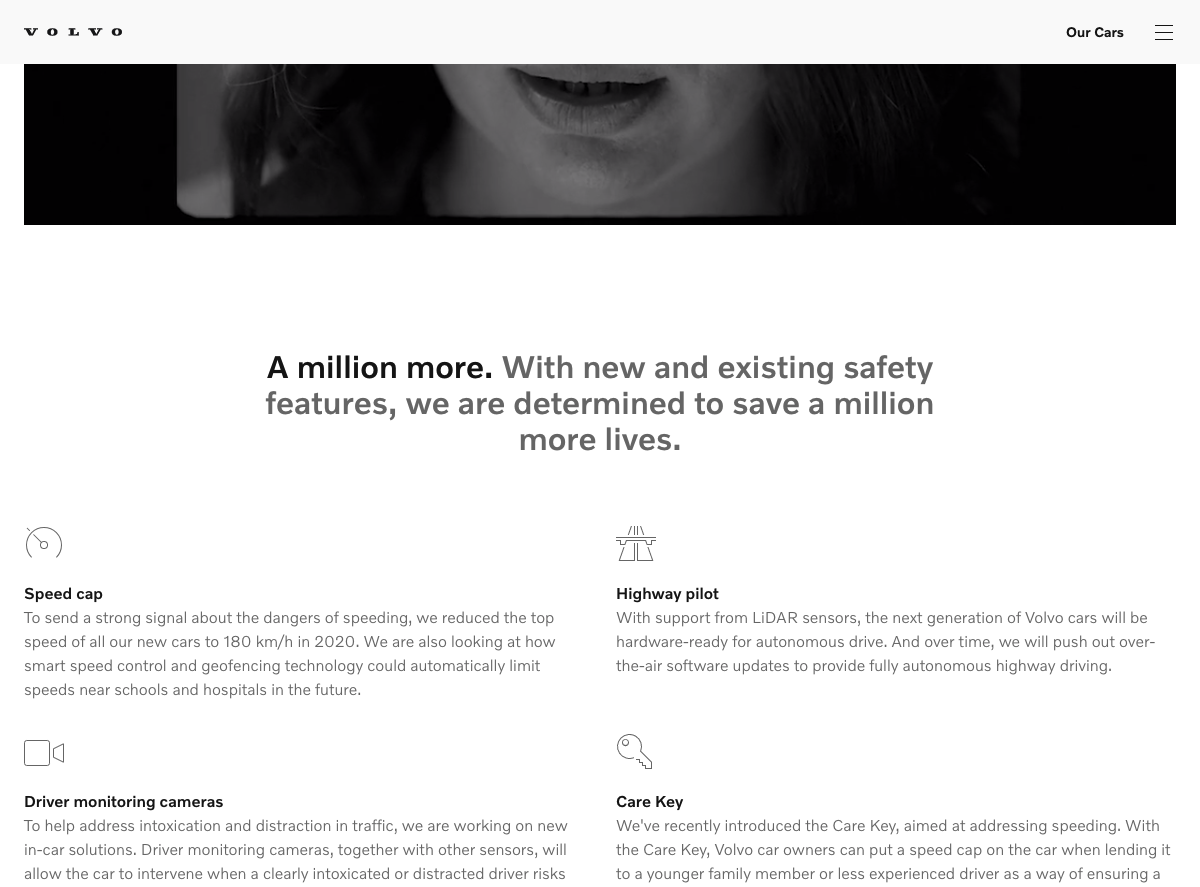 VOLVO
Our Cars
A million more. With new and existing safety
features, we are determined to save a million
more lives.
Speed cap
To send a strong signal about the dangers of speeding, we reduced the top
speed of all our new cars to 180 km/h in 2020. We are also looking at how
smart speed control and geofencing technology could automatically limit
speeds near schools and hospitals in the future.
Highway pilot
With support from LiDAR sensors, the next generation of Volvo cars will be
hardware-ready for autonomous drive. And over time, we will push out over-
the-air software updates to provide fully autonomous highway driving.
Driver monitoring cameras
To help address intoxication and distraction in traffic, we are working on new
in-car solutions. Driver monitoring cameras, together with other sensors, will
allow the car to intervene when a clearly intoxicated or distracted driver risks
Care Key
We've recently introduced the Care Key, aimed at addressing speeding. With
the Care Key, Volvo car owners can put a speed cap on the car when lending it
to a younger family member or less experienced driver as a way of ensuring a